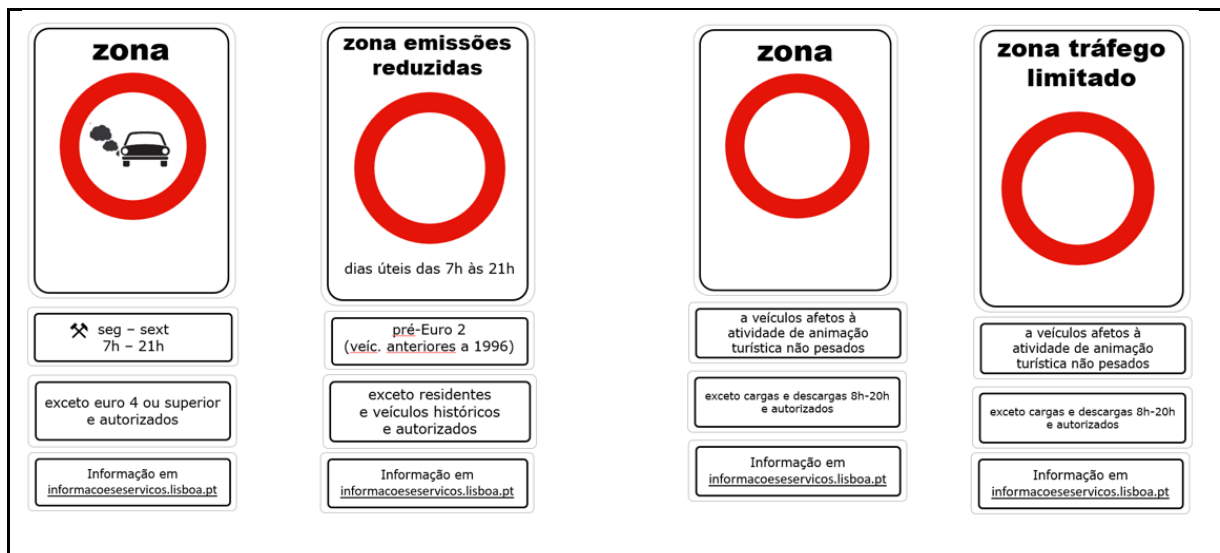 zona
seg – sext
7h – 21h
exceto euro 4 ou superior
e autorizados
Informação em
informacoeseservicos.lisboa.pt
zona emissões
reduzidas
dias úteis das 7h às 21h
pré-Euro 2
(veíc. anteriores a 1996)
exceto residentes
e veículos históricos
e autorizados
Informação em
informacoeseservicos.lisboa.pt
zona
a veículos afetos à
atividade de animação
turística não pesados
exceto cargas e descargas 8h-20h
e autorizados
Informação em
informacoeseservicos.lisboa.pt
zona tráfego
limitado
a veículos afetos à
atividade de animação
turística não pesados
exceto cargas e descargas 8h-20h
e autorizados
Informação em
informacoeseservicos.lisboa.pt